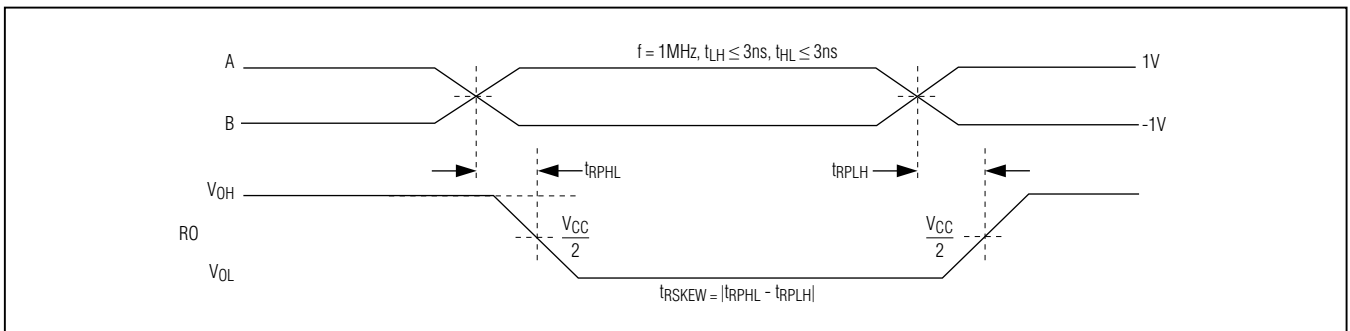 f = 1MHz, tLH ≤ 3ns, tHL ≤ 3ns
A
1V
B
-1V
tRPHL
tRPLH
VOH
RO
VCC
2
VCC
2
VOL
tRSKEW = |tRPHL - tRPLH|